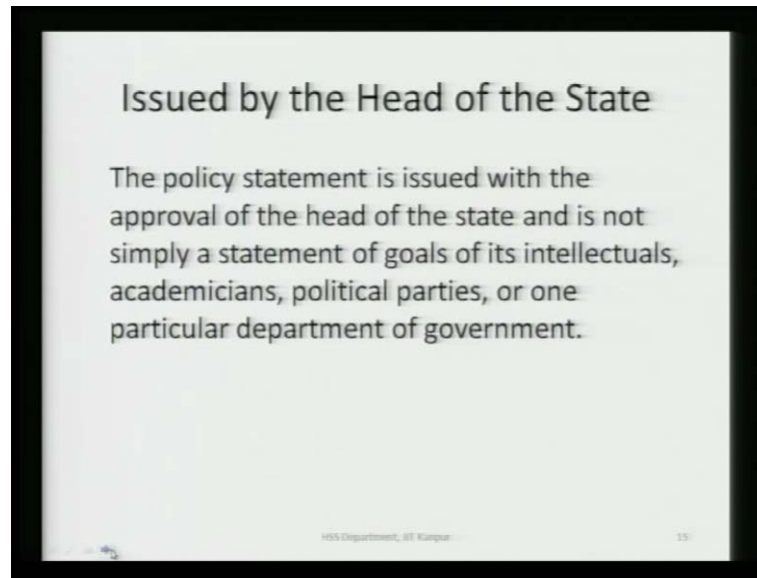 Issued by the Head of the State
The policy statement is issued with the
approval of the head of the state and is not
simply a statement of goals of its intellectuals,
academicians, political parties, or one
particular department of government.
HSS Department, IIT Kanpur
15